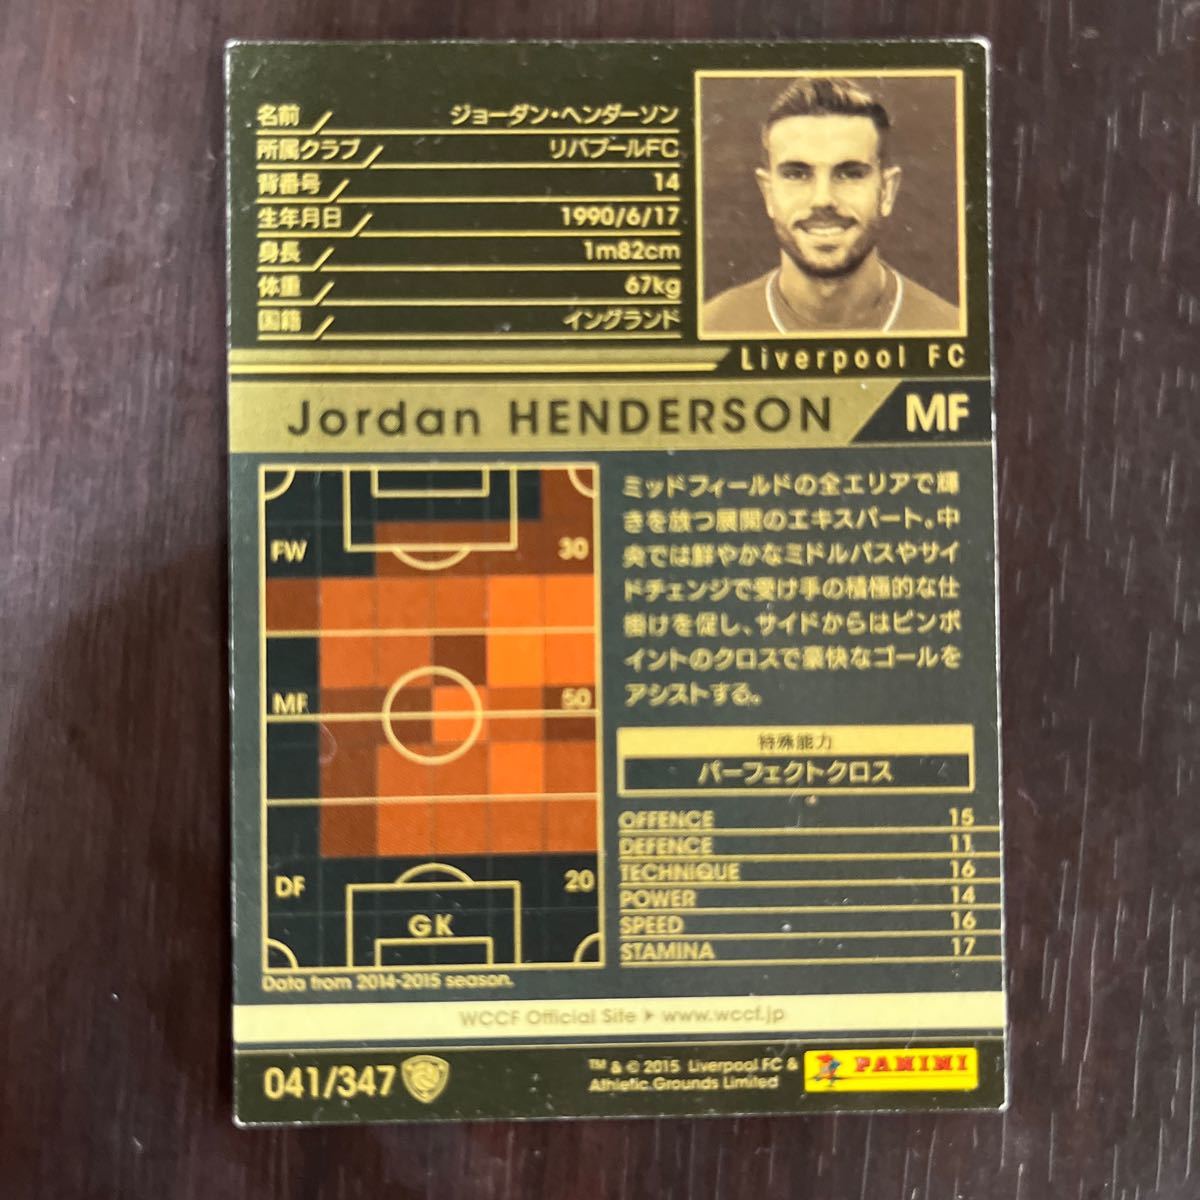 名前 ジョーダン・ヘンダーソン
所属クラブ リバプールFC
背番号 14
生年月日 1990/6/17
身長 1m82cm
体重 67kg
国籍 イングランド
Liverpool FC
Jordan HENDERSON MF
FW 30
MF 50
DF 20
GK
Data from 2014-2015 season.
ミッドフィールドの全エリアで輝
きを放つ展開のエキスパート。中
央では鮮やかなミドルパスやサイ
ドチェンジで受け手の積極的な仕
掛けを促し、サイドからはピンポ
イントのクロスで豪快なゴールを
アシストする。
特殊能力
パーフェクトクロス
OFFENCE 15
DEFENCE 11
TECHNIQUE 16
POWER 14
SPEED 16
STAMINA 17
WCCF Official Site ▶ www.wccf.jp
041/347
™ & © 2015 Liverpool FC &
Athletic Grounds Limited
PANINI